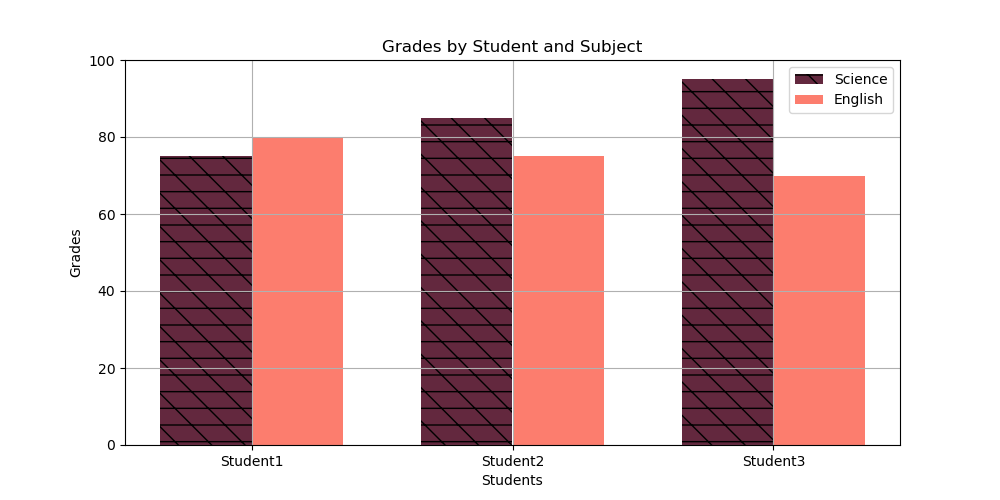 Grades by Student and Subject
Science
English
Grades
100
80
60
40
20
0
Student1 Student2 Student3
Students